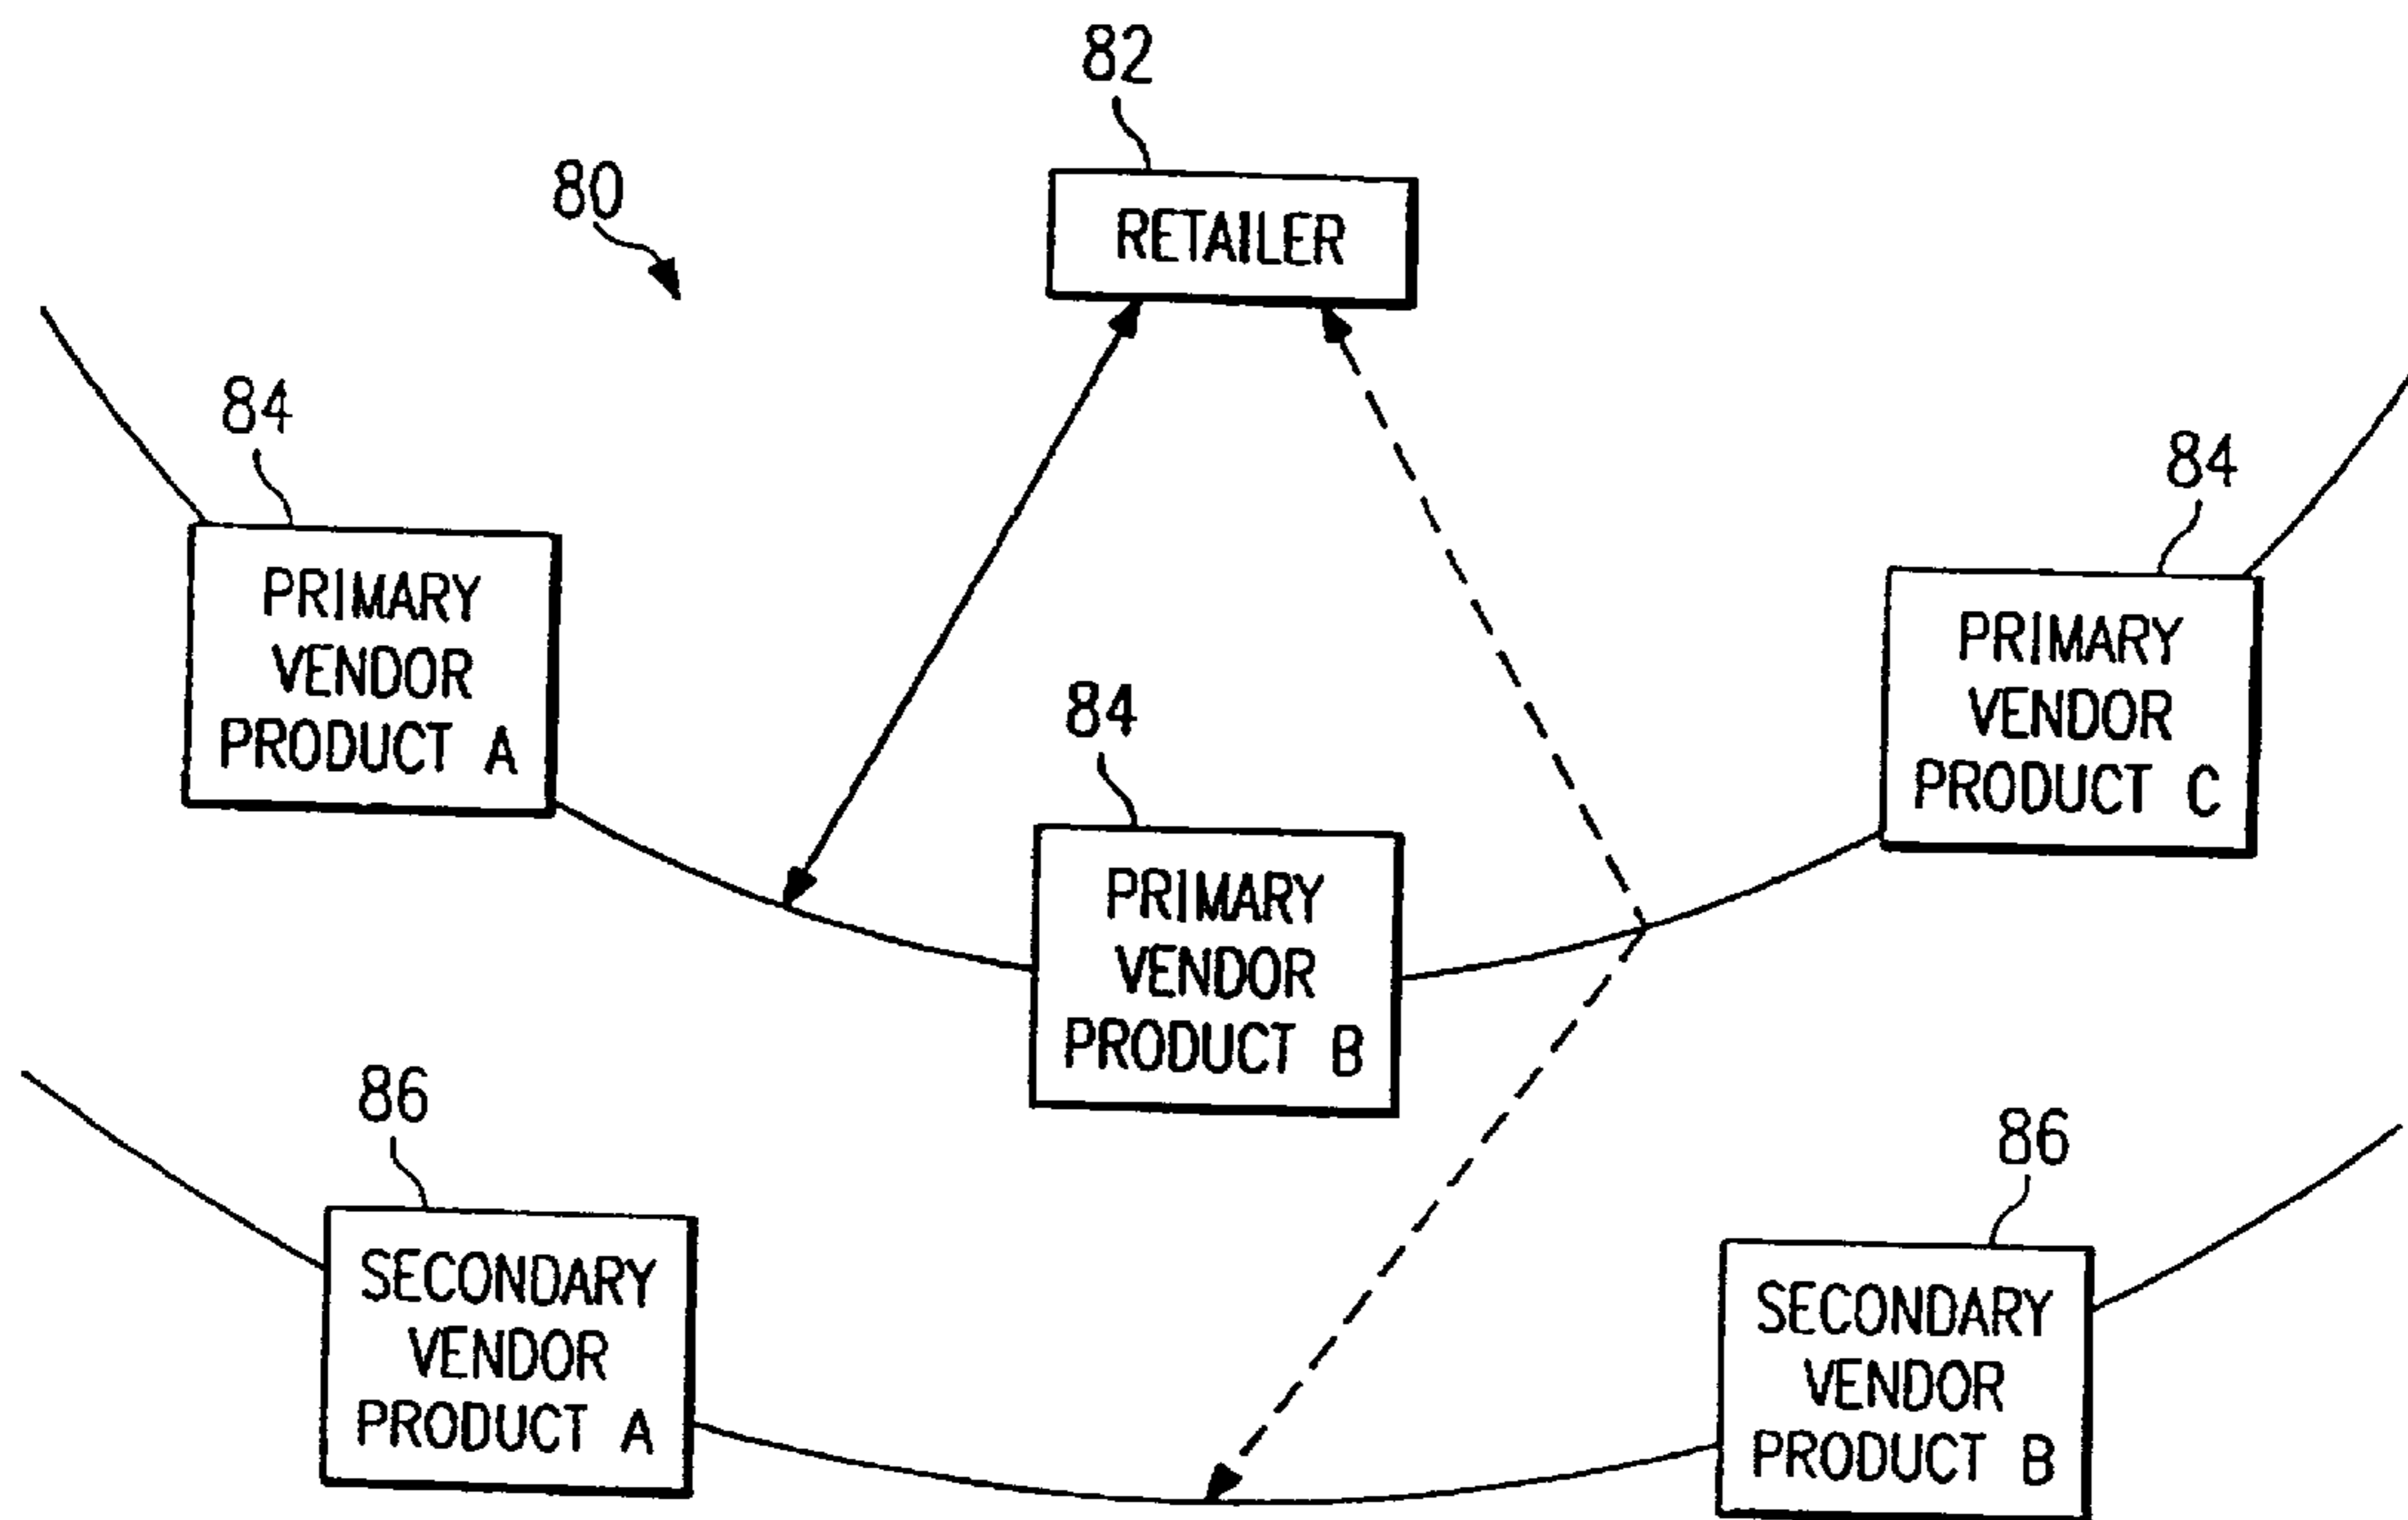 82
80
RETAILER
84
PRIMARY
VENDOR
PRODUCT A
84
PRIMARY
VENDOR
PRODUCT C
84
PRIMARY
VENDOR
PRODUCT B
86
SECONDARY
VENDOR
PRODUCT A
86
SECONDARY
VENDOR
PRODUCT B